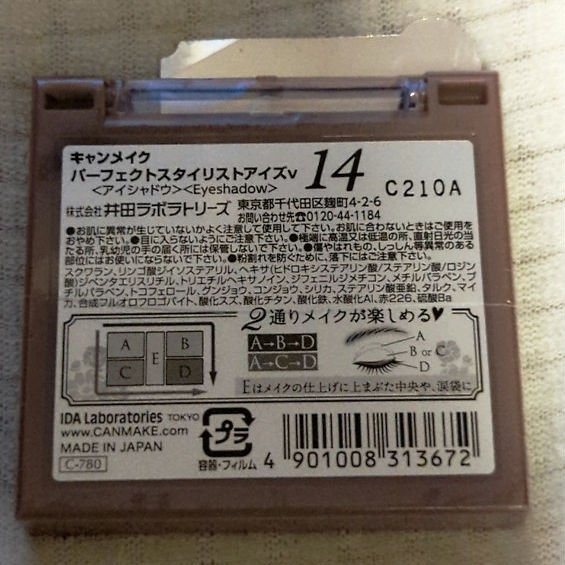 キャンメイク
パーフェクトスタイリストアイズv 14
<アイシャドウ><Eyeshadow>
C210A
株式会社 井田ラボラトリーズ 東京都千代田区麹町4-2-6
お問い合わせ先☎0120-44-1184
●お肌に異常が生じていないかよく注意して使用して下さい。お肌に合わないときはご使用を
おやめ下さい。●目に入らないようにご注意下さい。●極端に高温又は低温の所、直射日光の当
たる所、乳幼児の手の届く所には保管しないで下さい。●傷やはれもの、しっしん等異常のある
部位にはお使いにならないで下さい。●粉割れを防ぐために、落下にはご注意下さい。
スクワラン、リンゴ酸ジイソステアリル、ヘキサ(ヒドロキシステアリン酸/ステアリン酸/ロジン
酸)ジペンタエリスリチル、トリエチルヘキサノイン、ジフェニルジメチコン、メチルパラベン、ブ
チルパラベン、トコフェロール、ゲンジョウ、コンジョウ、シリカ、ステアリン酸亜鉛、タルク、マイ
カ、合成フルオロフロゴパイト、酸化スズ、酸化チタン、酸化鉄、水酸化Al、赤226、硫酸Ba
2通りメイクが楽しめる♥
A B
E
C D
A→B→D
A→C→D
A
B or C
D
Eはメイクの仕上げに上まぶた中央や、涙袋に
IDA Laboratories TOKYO
www.CANMAKE.com
MADE IN JAPAN
C-780
プラ
容器・フィルム
4 901008 313672